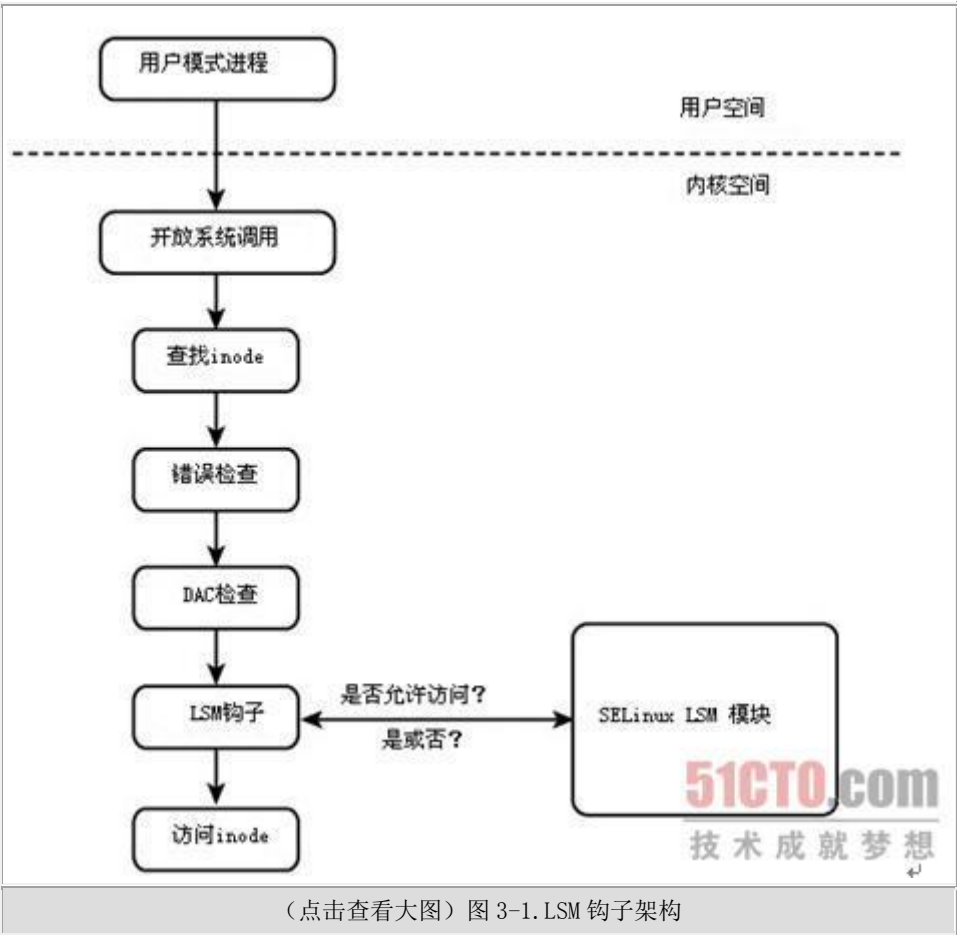 用户模式进程
用户空间
内核空间
开放系统调用
查找inode
错误检查
DAC检查
LSM钩子
是否允许访问?
是或否?
SELinux LSM 模块
访问inode
51CTO.com
技术成就梦想
（点击查看大图）图 3-1.LSM 钩子架构